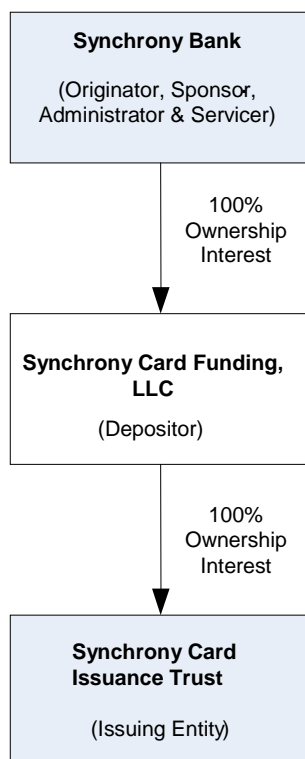 Synchrony Bank
(Originator, Sponsor,
Administrator & Servicer)
100%
Ownership
Interest
Synchrony Card Funding,
LLC
(Depositor)
100%
Ownership
Interest
Synchrony Card
Issuance Trust
(Issuing Entity)